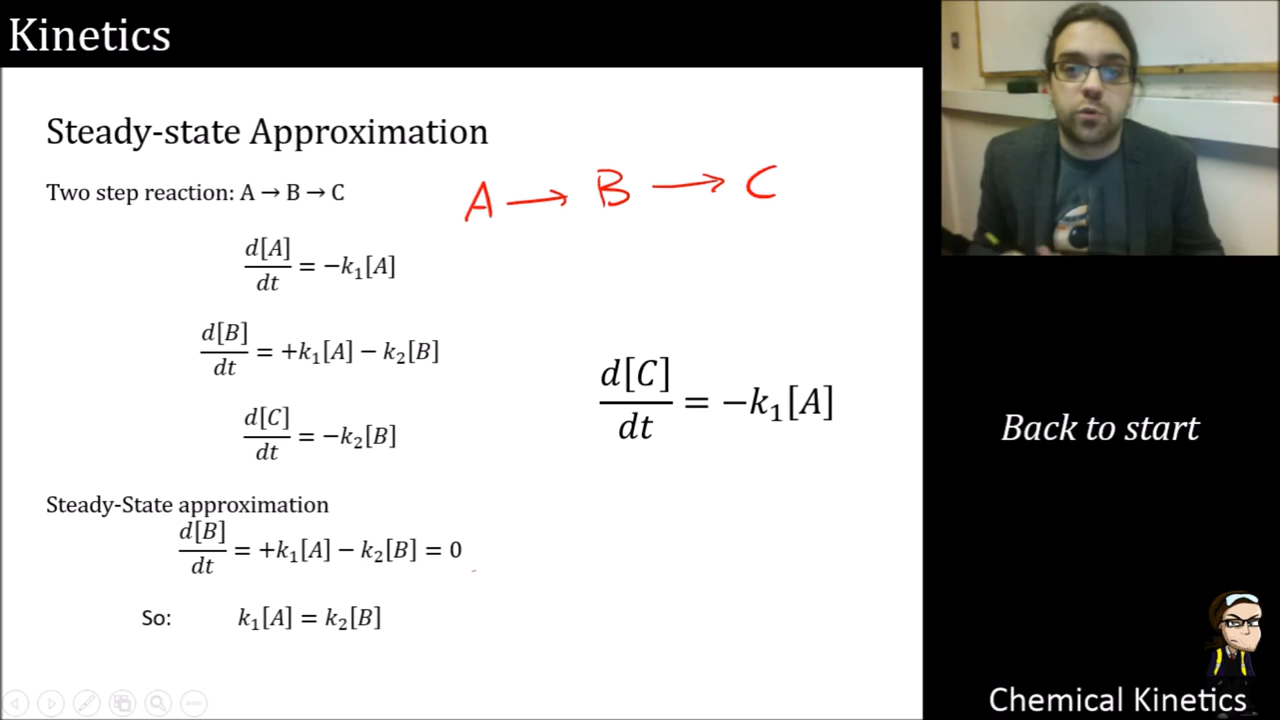 Kinetics
Steady-state Approximation
Two step reaction: A → B → C
A → B → C
d[A]/dt = −k₁[A]
d[B]/dt = +k₁[A] − k₂[B]
d[C]/dt = −k₂[B]
d[C]/dt = −k₁[A]
Steady-State approximation
d[B]/dt = +k₁[A] − k₂[B] = 0
So: k₁[A] = k₂[B]
Back to start
Chemical Kinetics